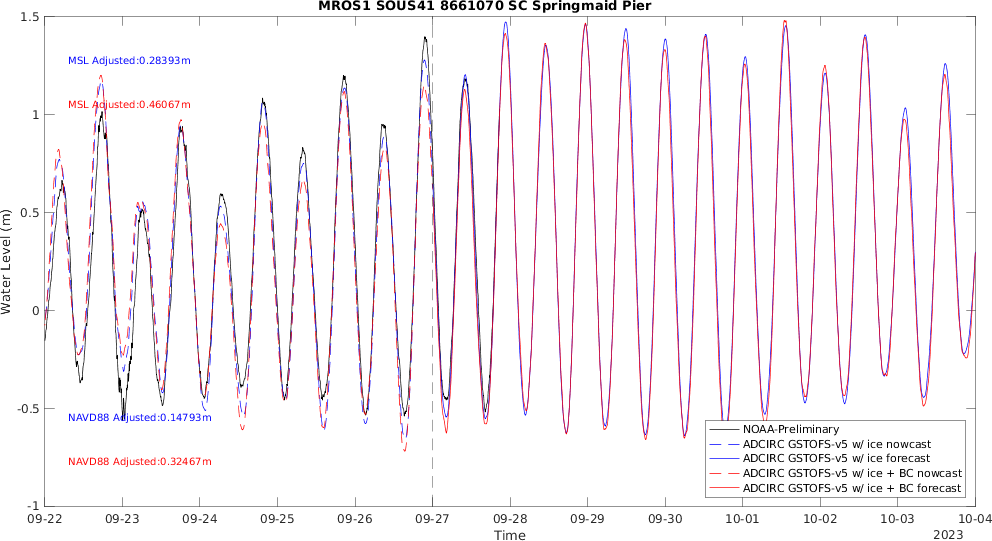 MROS1 SOUS41 8661070 SC Springmaid Pier
1.5
1
0.5
0
-0.5
-1
Water Level (m)
MSL Adjusted:0.28393m
MSL Adjusted:0.46067m
NAVD88 Adjusted:0.14793m
NAVD88 Adjusted:0.32467m
NOAA-Preliminary
ADCIRC GSTOFS-v5 w/ ice nowcast
ADCIRC GSTOFS-v5 w/ ice forecast
ADCIRC GSTOFS-v5 w/ ice + BC nowcast
ADCIRC GSTOFS-v5 w/ ice + BC forecast
09-22 09-23 09-24 09-25 09-26 09-27 09-28 09-29 09-30 10-01 10-02 10-03 10-04
Time
2023